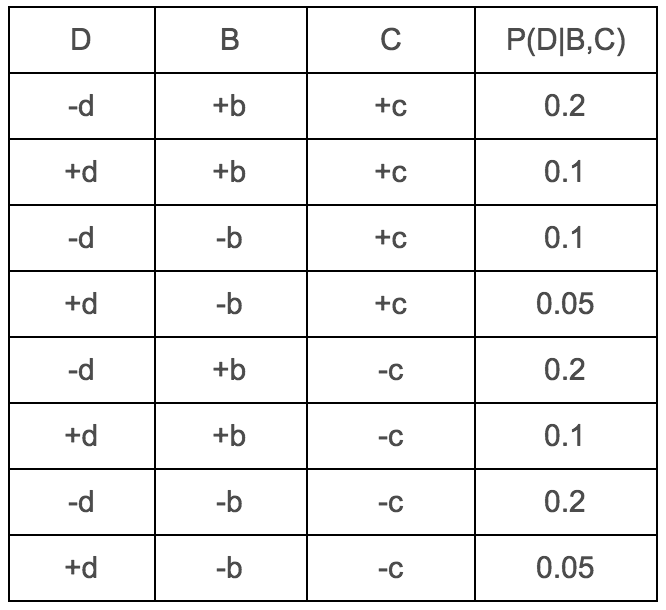 D B C P(D|B,C)
-d +b +c 0.2
+d +b +c 0.1
-d -b +c 0.1
+d -b +c 0.05
-d +b -c 0.2
+d +b -c 0.1
-d -b -c 0.2
+d -b -c 0.05